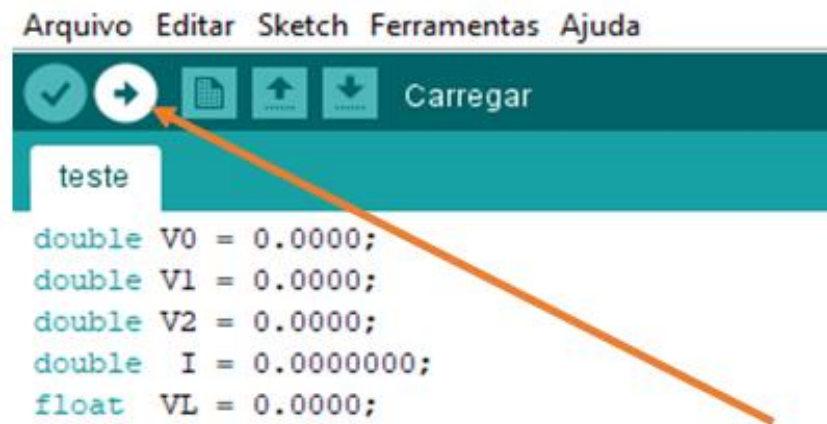 Arquivo Editar Sketch Ferramentas Ajuda
Carregar
teste
double V0 = 0.0000;
double V1 = 0.0000;
double V2 = 0.0000;
double  I = 0.0000000;
float  VL = 0.0000;